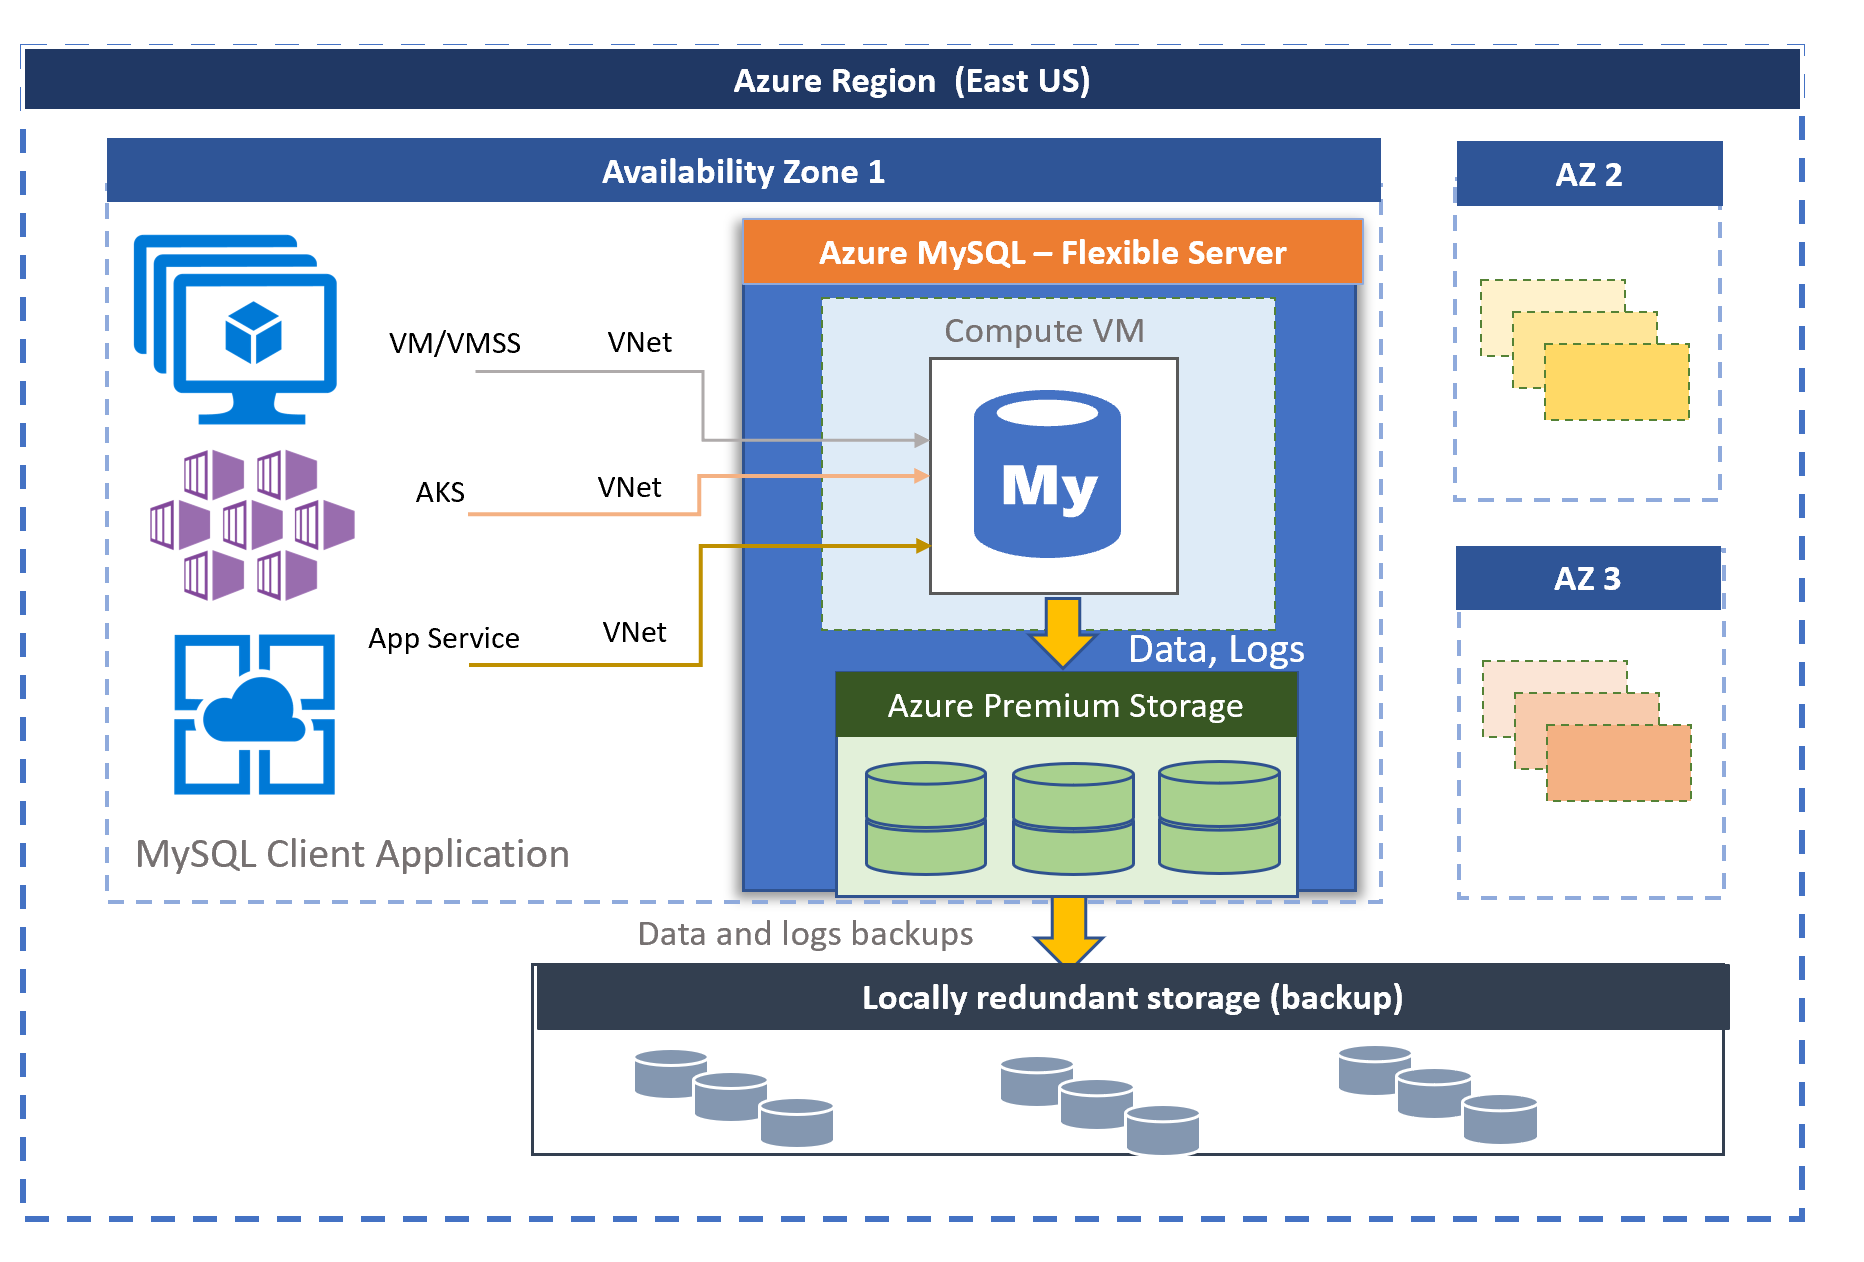 Azure Region  (East US)
Availability Zone 1
AZ 2
Azure MySQL – Flexible Server
Compute VM
VM/VMSS
VNet
My
AKS
VNet
App Service
VNet
Data, Logs
AZ 3
Azure Premium Storage
MySQL Client Application
Data and logs backups
Locally redundant storage (backup)